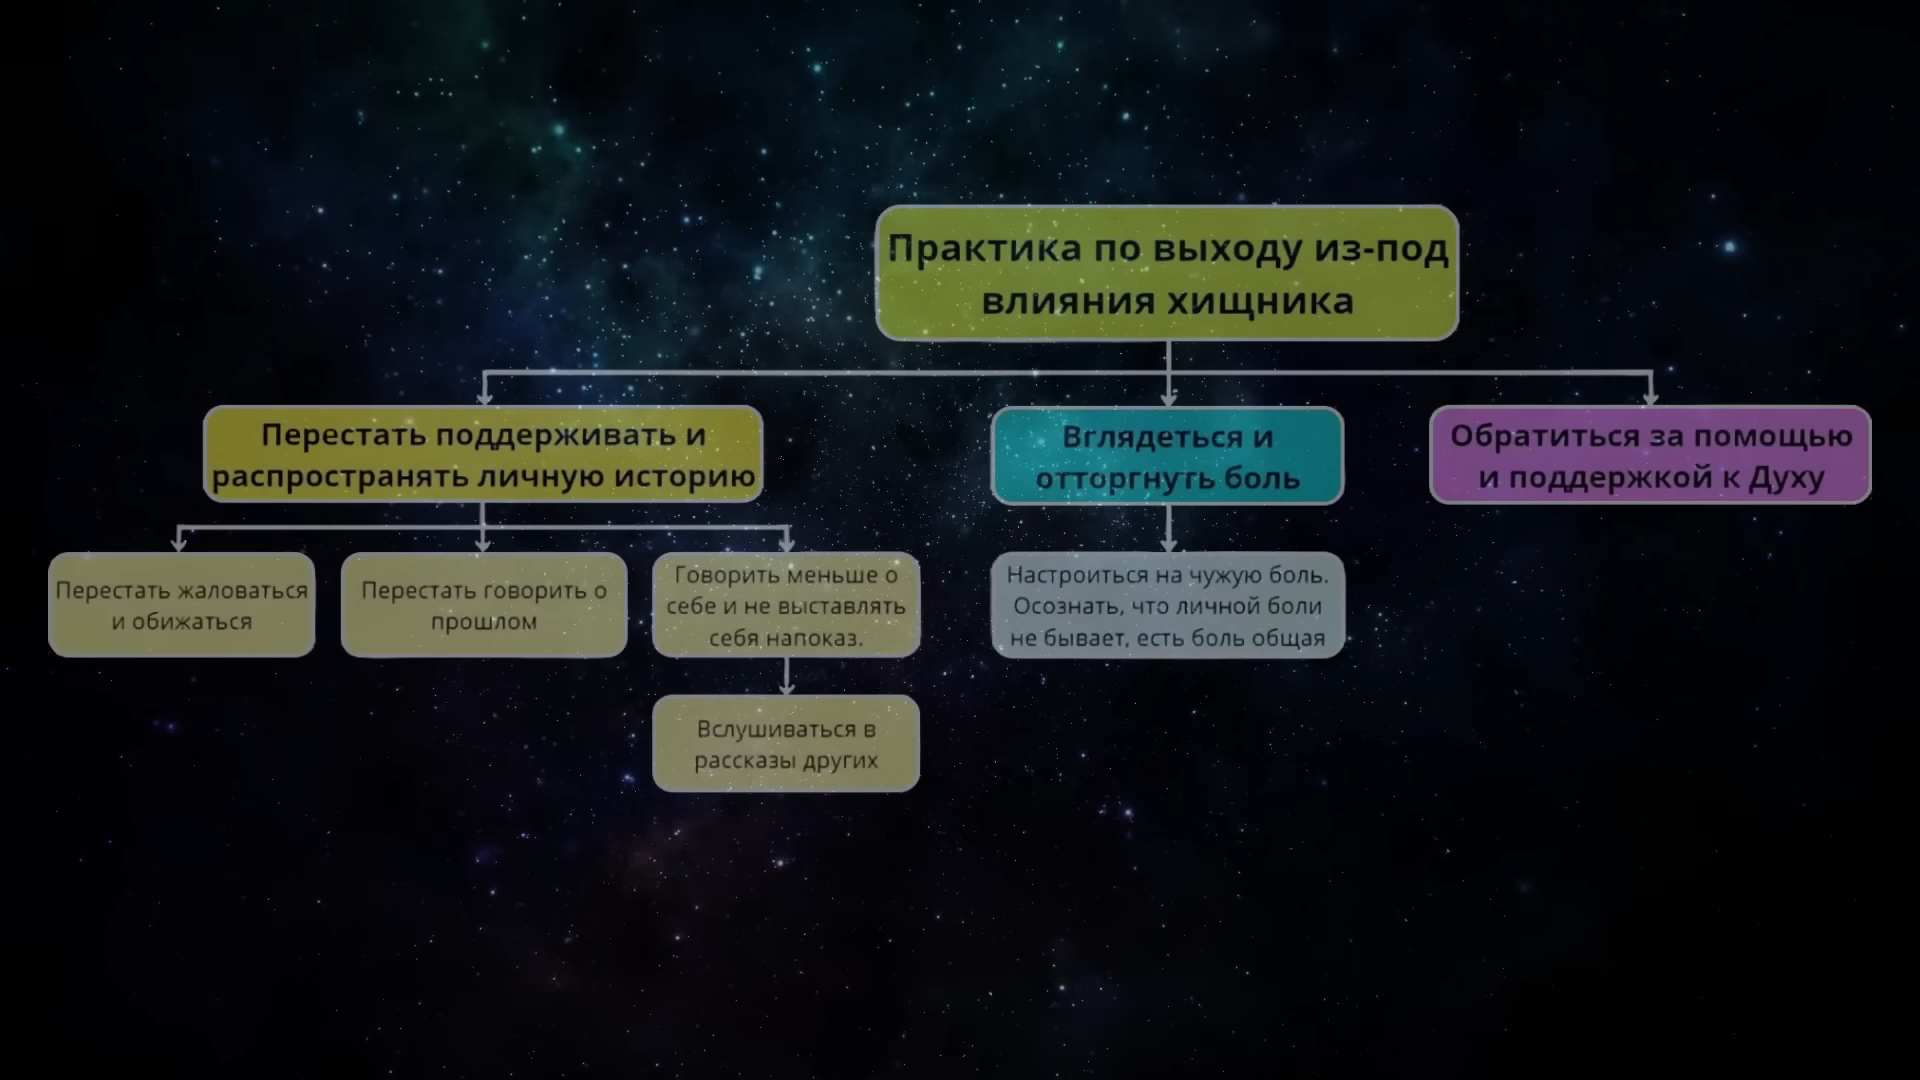 Практика по выходу из-под
влияния хищника
Перестать поддерживать и
распространять личную историю
Вглядеться и
отторгнуть боль
Обратиться за помощью
и поддержкой к Духу
Перестать жаловаться
и обижаться
Перестать говорить о
прошлом
Говорить меньше о
себе и не выставлять
себя напоказ.
Настроиться на чужую боль.
Осознать, что личной боли
не бывает, есть боль общая
Вслушиваться в
рассказы других